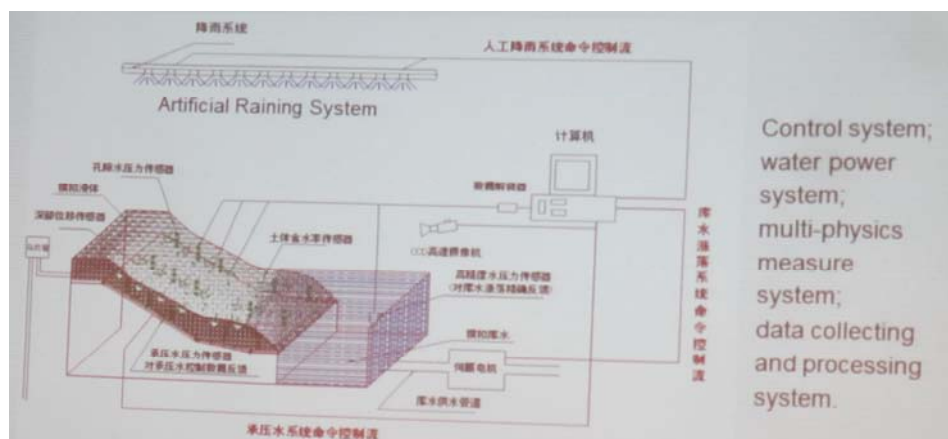 降雨系统
人工降雨系统命令控制流
Artificial Raining System
计算机
孔隙水压力传感器
数据解码器
模拟滑体
深部位移传感器
土体含水率传感器
CCD高速摄像机
高精度水压力传感器
(对库水涨落精确反馈)
库水涨落系统命令控制流
模拟库水
承压水压力传感器
对承压水控制数据反馈
伺服电机
库水供水管道
承压水系统命令控制流
Control system;
water power
system;
multi-physics
measure
system;
data collecting
and processing
system.